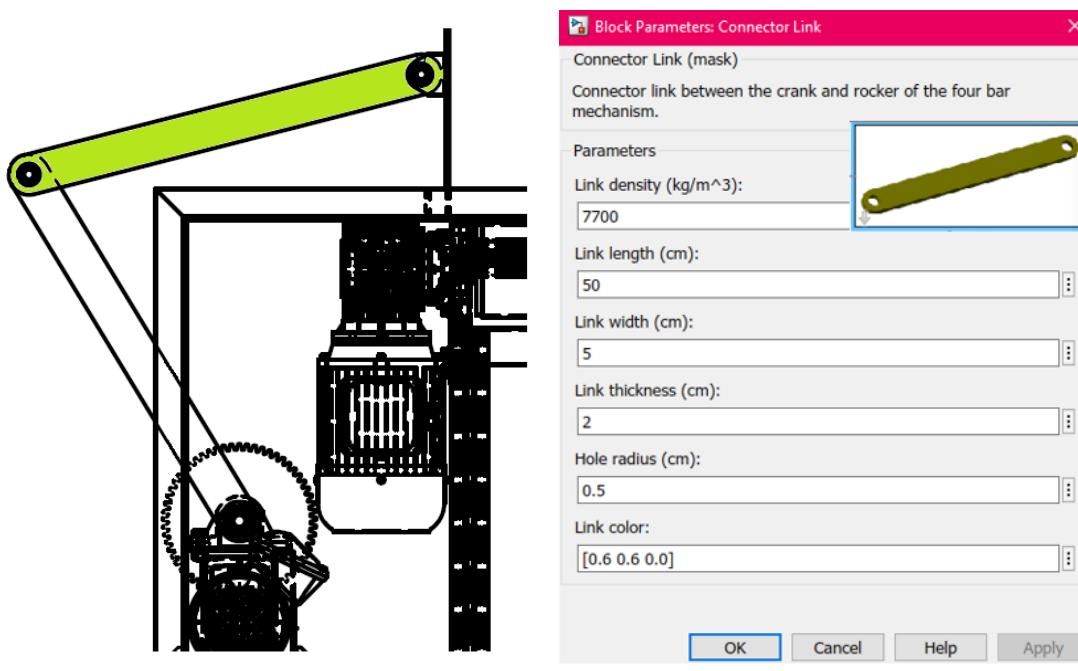 Block Parameters: Connector Link
Connector Link (mask)
Connector link between the crank and rocker of the four bar
mechanism.
Parameters
Link density (kg/m^3):
7700
Link length (cm):
50
Link width (cm):
5
Link thickness (cm):
2
Hole radius (cm):
0.5
Link color:
[0.6 0.6 0.0]
OK Cancel Help Apply